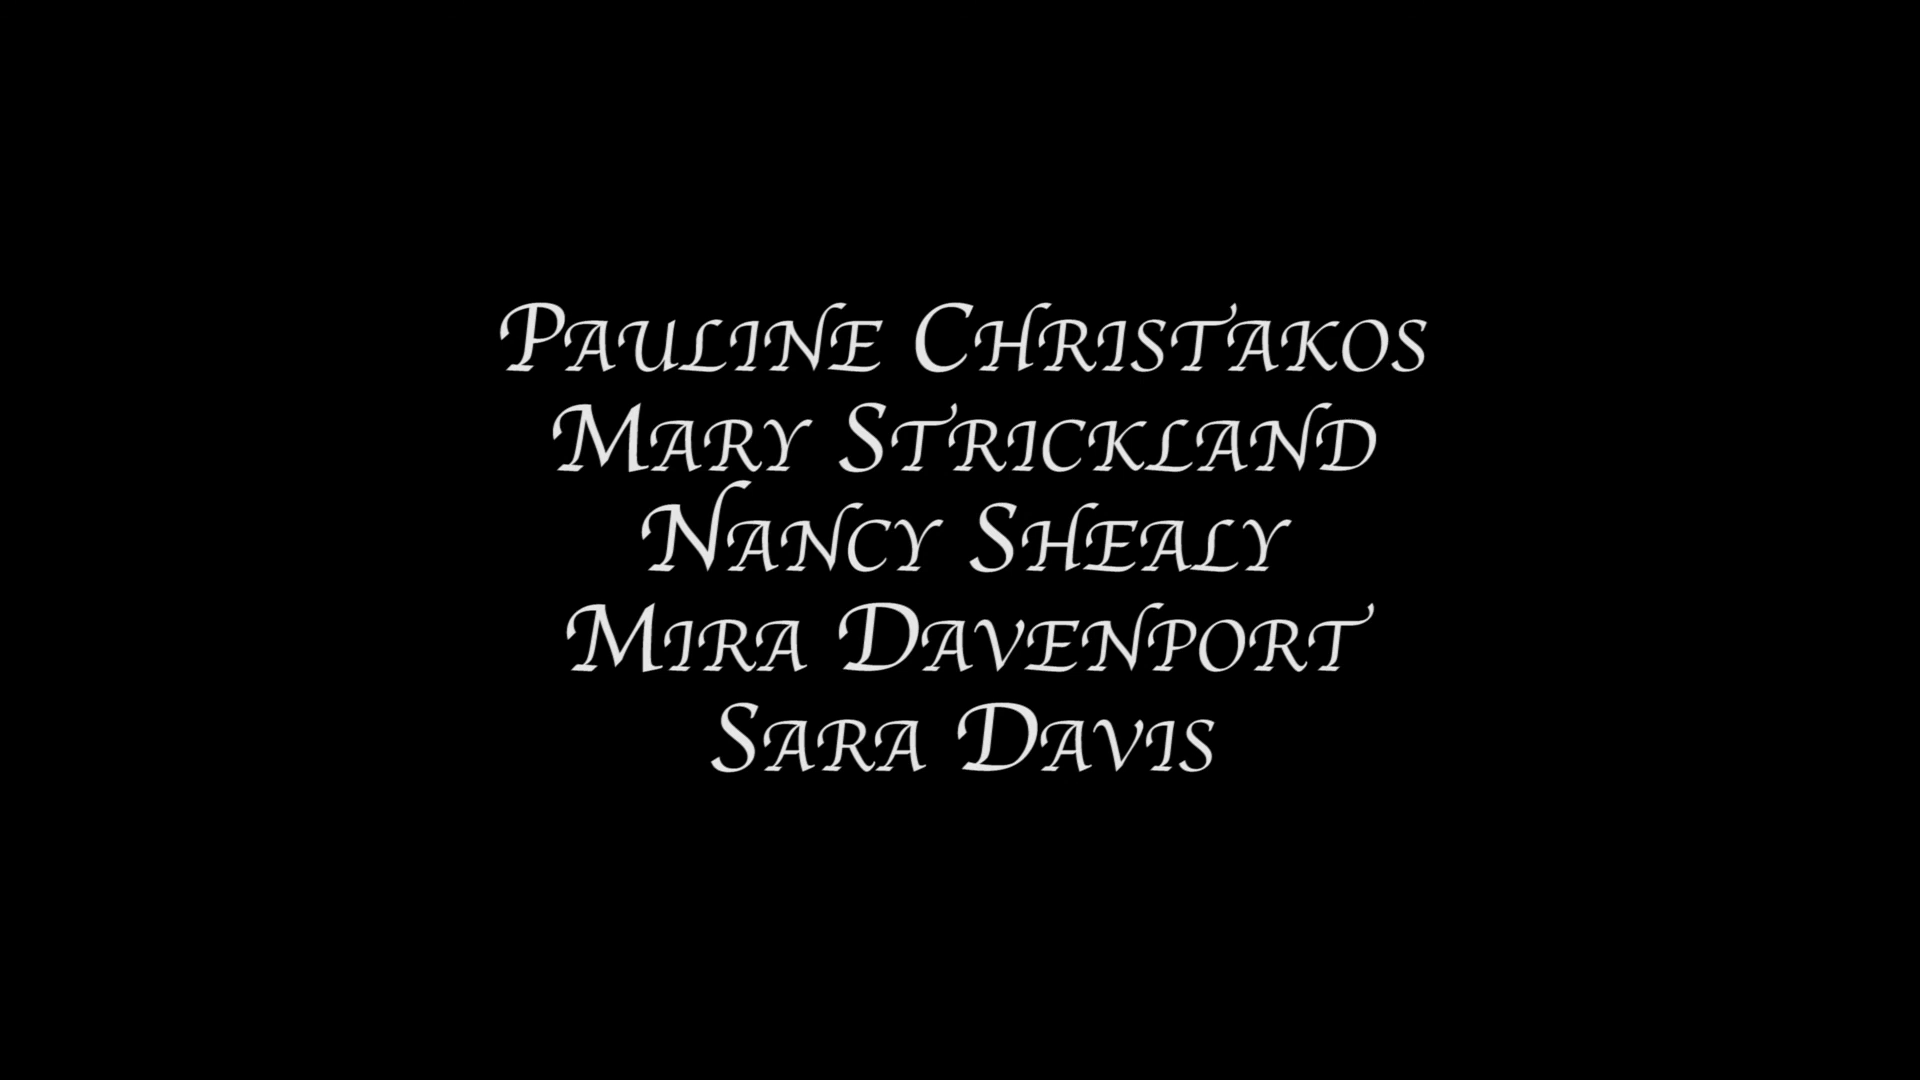 Pauline Christakos
Mary Strickland
Nancy Shealy
Mira Davenport
Sara Davis